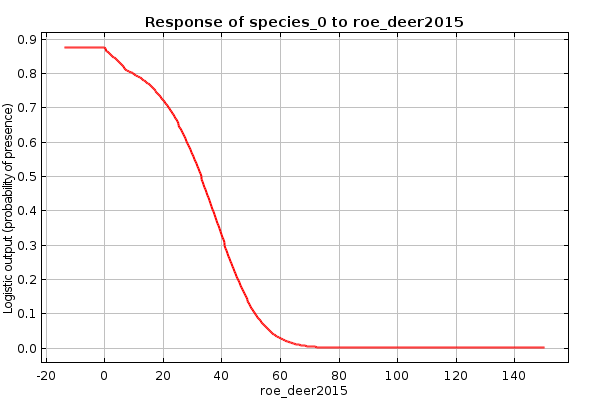 Response of species_0 to roe_deer2015
Logistic output (probability of presence)
0.9
0.8
0.7
0.6
0.5
0.4
0.3
0.2
0.1
0.0
-20 0 20 40 60 80 100 120 140
roe_deer2015